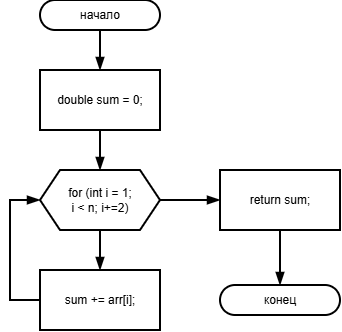 начало
double sum = 0;
for (int i = 1;
i < n; i+=2)
return sum;
sum += arr[i];
конец